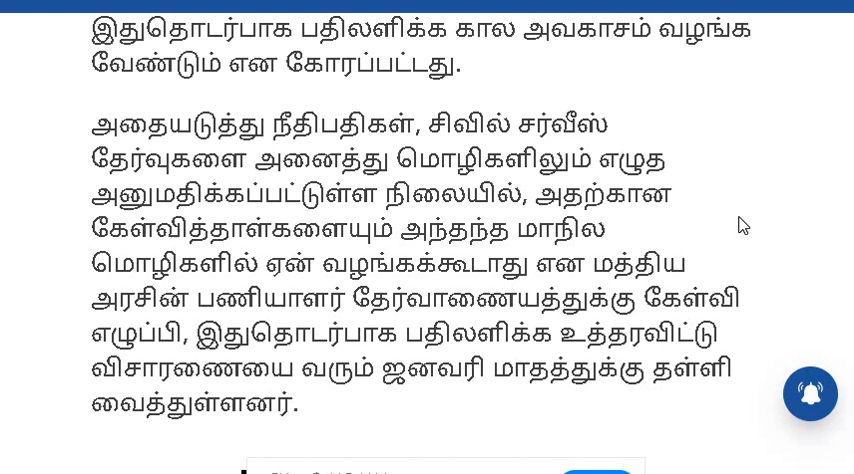 இதுதொடர்பாக பதிலளிக்க கால அவகாசம் வழங்க
வேண்டும் என கோரப்பட்டது.
அதையடுத்து நீதிபதிகள், சிவில் சர்வீஸ்
தேர்வுகளை அனைத்து மொழிகளிலும் எழுத
அனுமதிக்கப்பட்டுள்ள நிலையில், அதற்கான
கேள்வித்தாள்களையும் அந்தந்த மாநில
மொழிகளில் ஏன் வழங்கக்கூடாது என மத்திய
அரசின் பணியாளர் தேர்வாணையத்துக்கு கேள்வி
எழுப்பி, இதுதொடர்பாக பதிலளிக்க உத்தரவிட்டு
விசாரணையை வரும் ஜனவரி மாதத்துக்கு தள்ளி
வைத்துள்ளனர்.